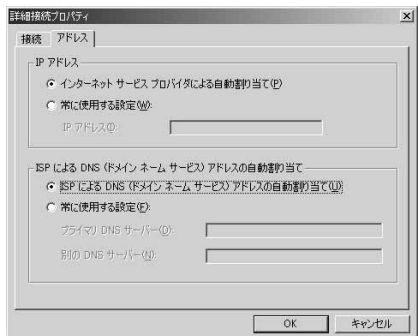 詳細接続プロパティ
接続 アドレス
IP アドレス
インターネット サービス プロバイダによる自動割り当て(P)
常に使用する設定(W):
IP アドレス(I):
ISP による DNS (ドメイン ネーム サービス) アドレスの自動割り当て
ISP による DNS (ドメイン ネーム サービス) アドレスの自動割り当て(U)
常に使用する設定(F):
プライマリ DNS サーバー(D):
別の DNS サーバー(N):
OK キャンセル